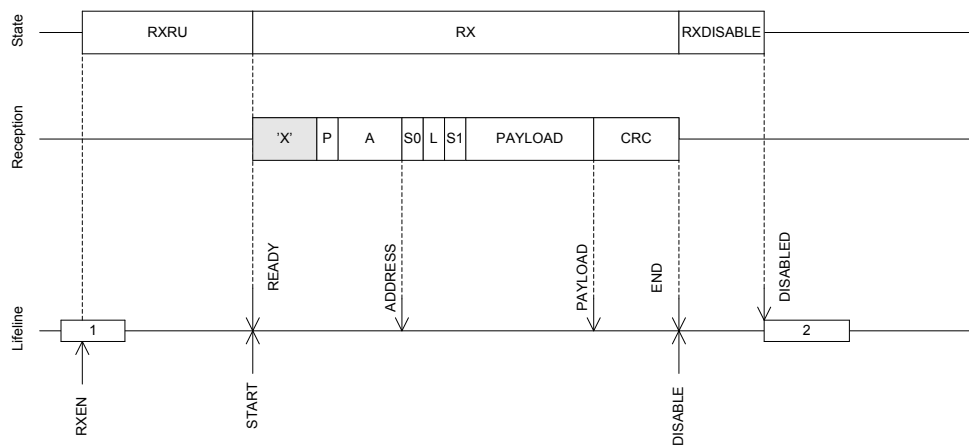 State
RXRU
RX
RXDISABLE
Reception
'X'
P
A
S0
L
S1
PAYLOAD
CRC
READY
ADDRESS
PAYLOAD
END
DISABLED
Lifeline
1
2
RXEN
START
DISABLE